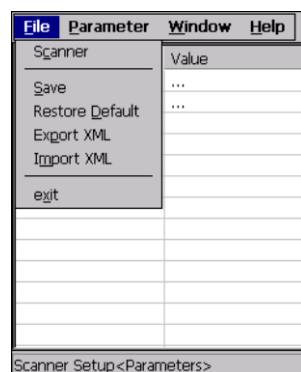 File Parameter Window Help
Scanner
Value
Save
...
Restore Default
...
Export XML
Import XML
exit
Scanner Setup<Parameters>